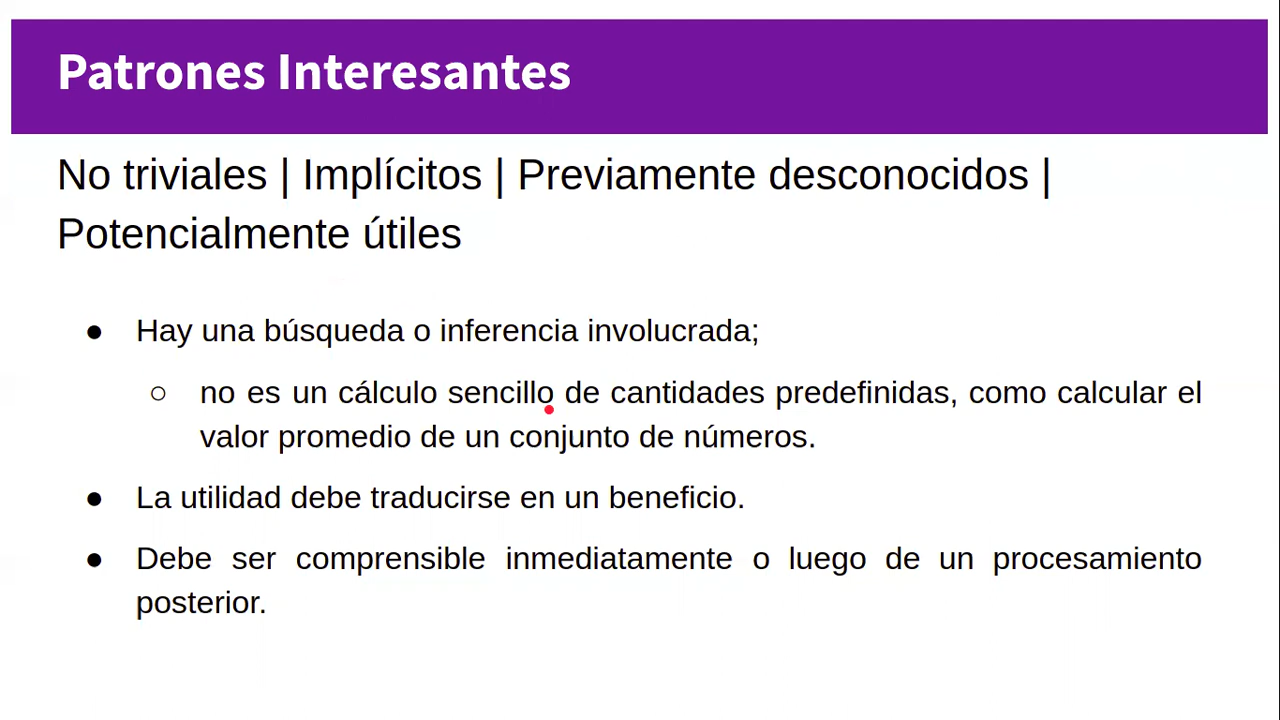 Patrones Interesantes
No triviales | Implícitos | Previamente desconocidos |
Potencialmente útiles
● Hay una búsqueda o inferencia involucrada;
○ no es un cálculo sencillo de cantidades predefinidas, como calcular el
valor promedio de un conjunto de números.
● La utilidad debe traducirse en un beneficio.
● Debe ser comprensible inmediatamente o luego de un procesamiento
posterior.